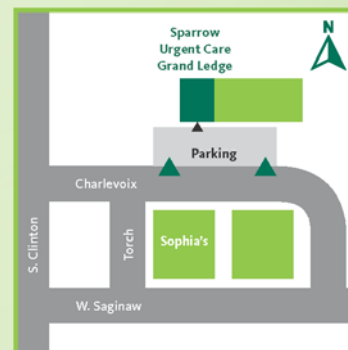 Sparrow
Urgent Care
Grand Ledge
N
Parking
Charlevoix
S. Clinton
Torch
Sophia's
W. Saginaw